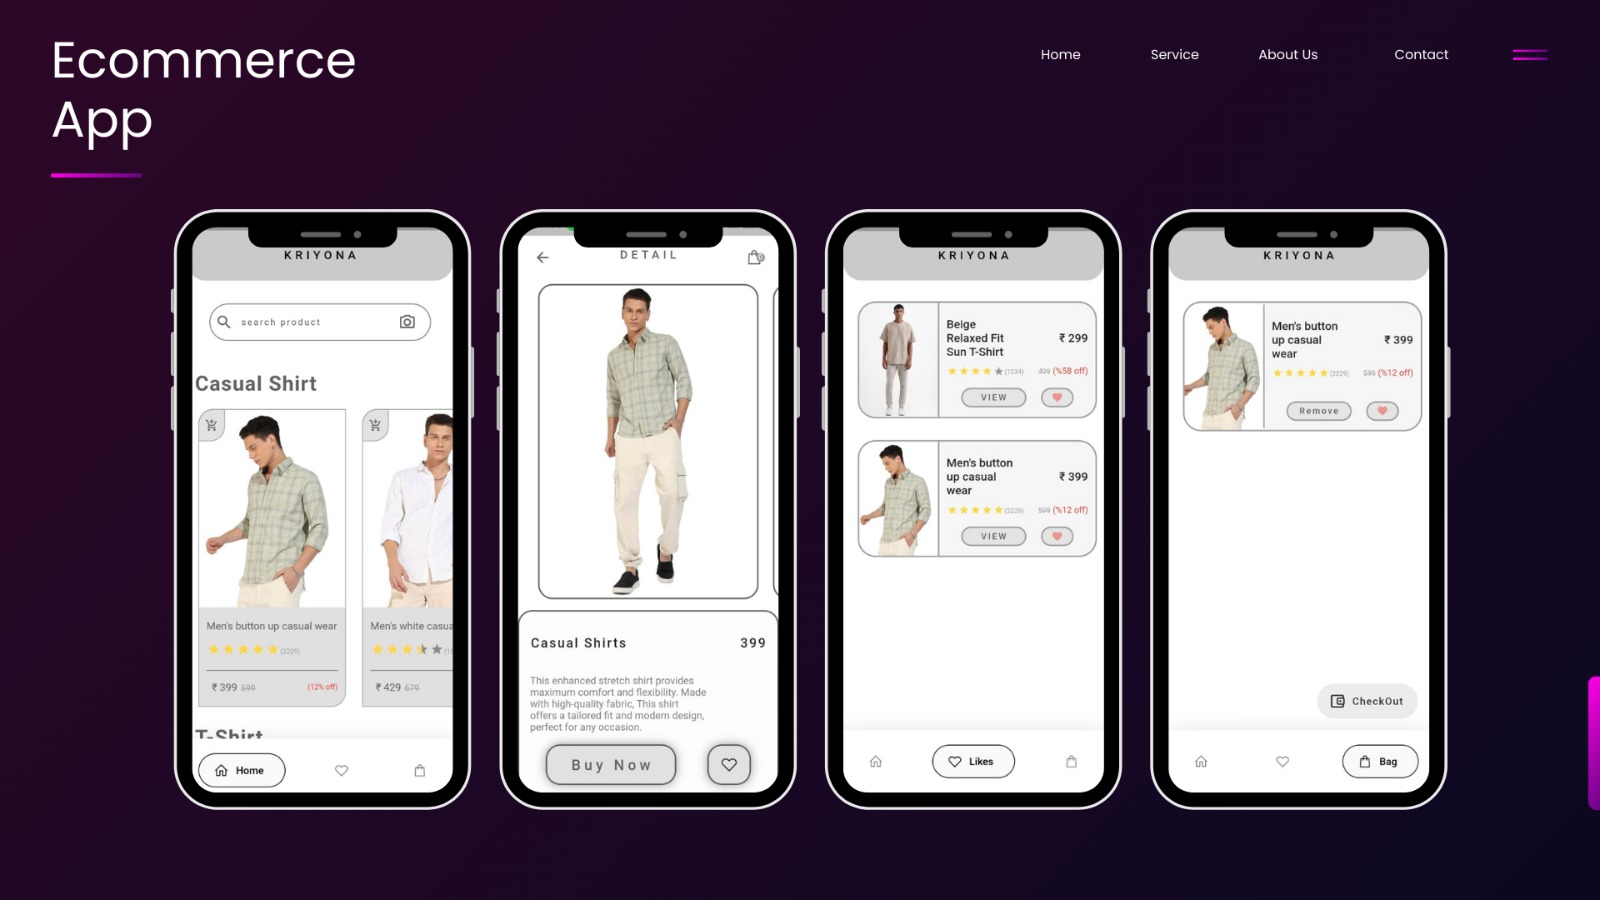 Ecommerce
App
Home
Service
About Us
Contact
KRIYONA
search product
Casual Shirt
Men's button up casual wear
(2229)
₹ 399 599
(12% off)
Men's white casua
₹ 429 679
T-Shirt
Home
DETAIL
Casual Shirts
399
This enhanced stretch shirt provides
maximum comfort and flexibility. Made
with high-quality fabric, This shirt
offers a tailored fit and modern design,
perfect for any occasion.
Buy Now
KRIYONA
Beige
Relaxed Fit
Sun T-Shirt
₹ 299
(1234)
499 (%58 off)
VIEW
Men's button
up casual
wear
₹ 399
(2229)
599 (%12 off)
VIEW
Likes
KRIYONA
Men's button
up casual
wear
₹ 399
(2229)
599 (%12 off)
Remove
CheckOut
Bag